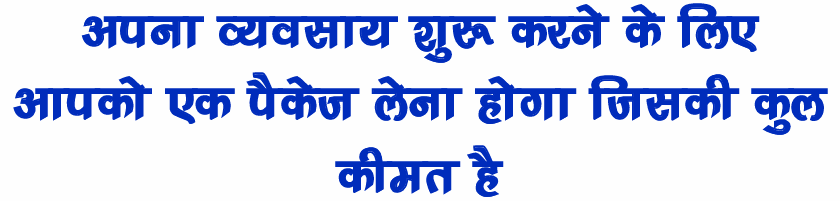 अपना व्यवसाय शुरू करने के लिए
आपको एक पैकेज लेना होगा जिसकी कुल
कीमत है